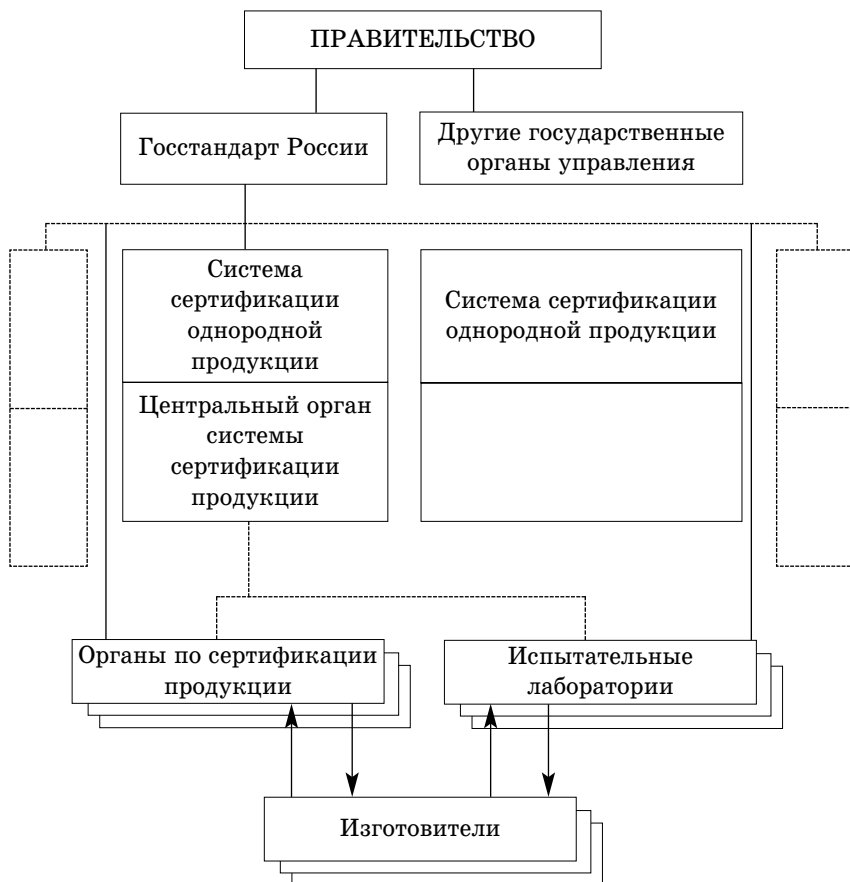 ПРАВИТЕЛЬСТВО
Госстандарт России
Другие государственные
органы управления
Система
сертификации
однородной
продукции
Система сертификации
однородной продукции
Центральный орган
системы
сертификации
продукции
Органы по сертификации
продукции
Испытательные
лаборатории
Изготовители